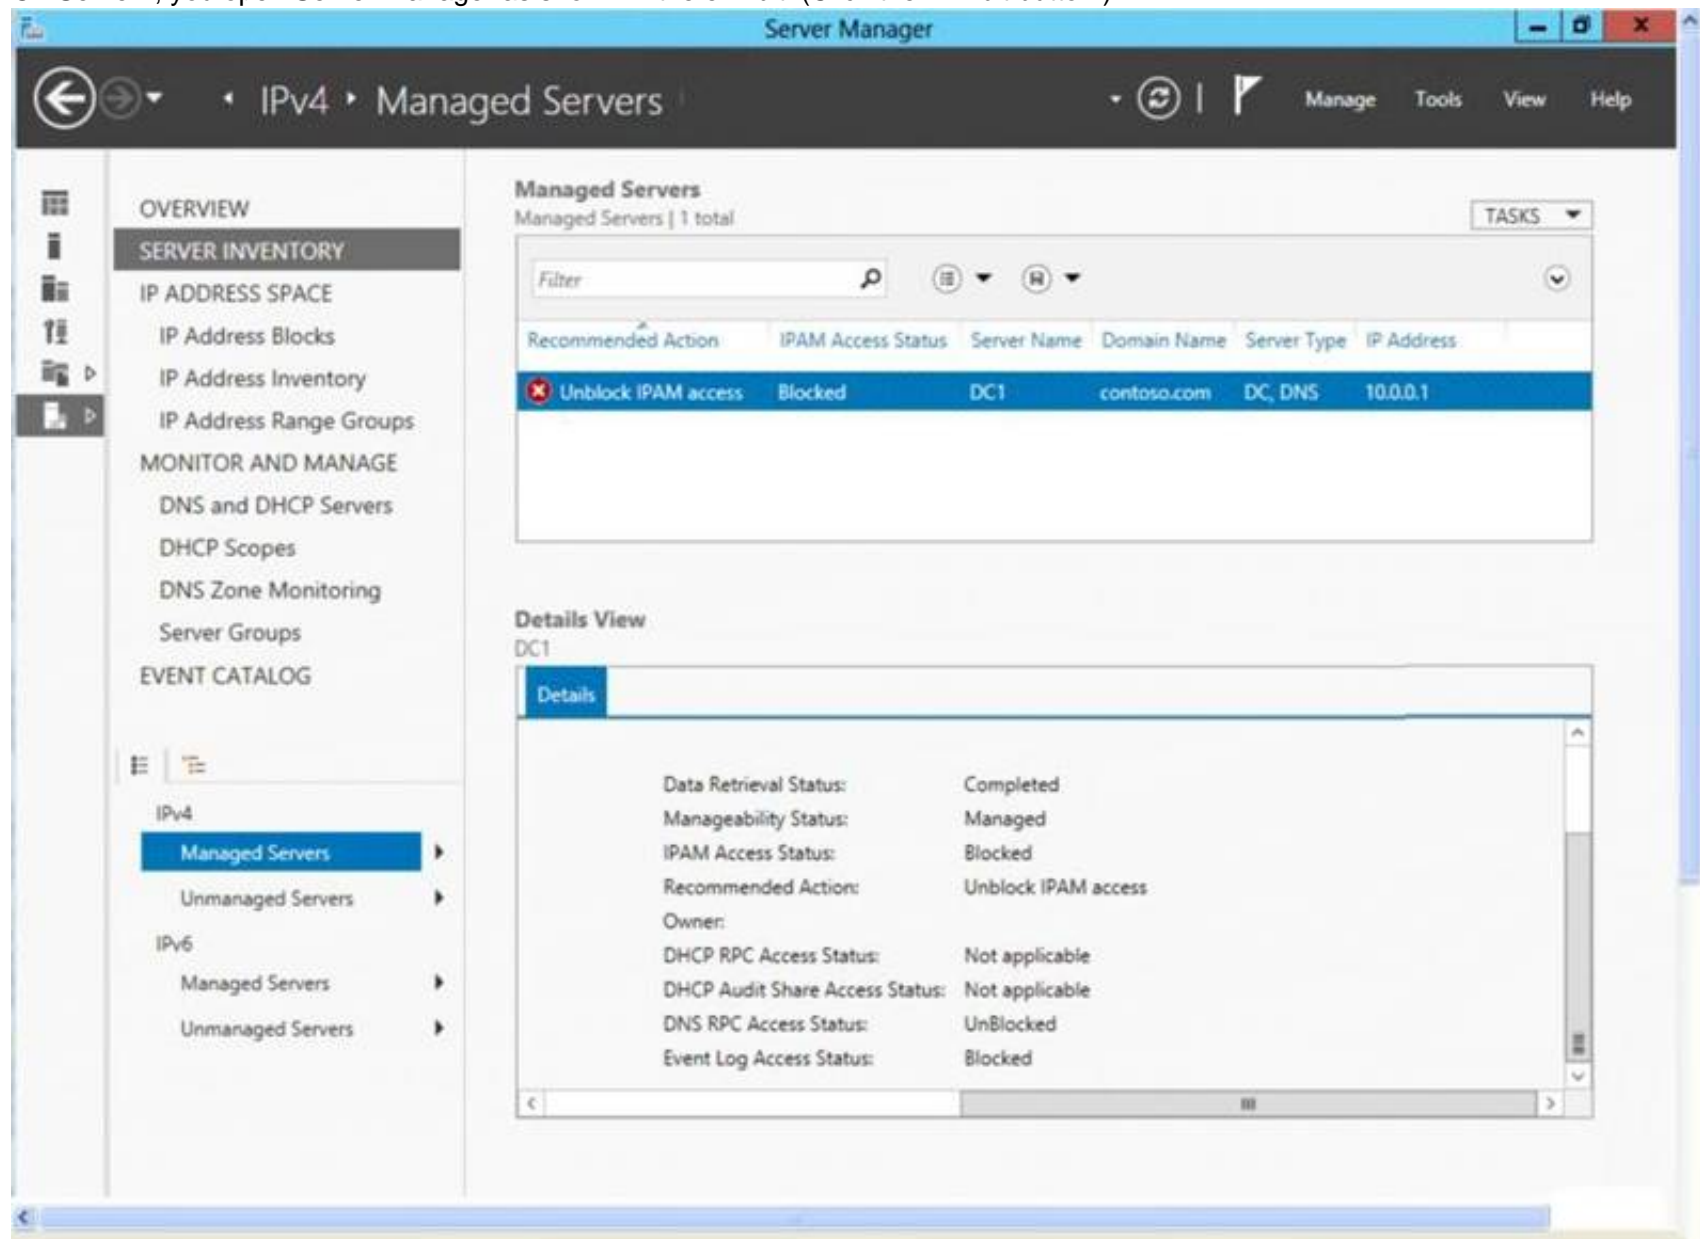 Server Manager
IPv4 Managed Servers
Manage Tools View Help
OVERVIEW
SERVER INVENTORY
IP ADDRESS SPACE
IP Address Blocks
IP Address Inventory
IP Address Range Groups
MONITOR AND MANAGE
DNS and DHCP Servers
DHCP Scopes
DNS Zone Monitoring
Server Groups
EVENT CATALOG
IPv4
Managed Servers
Unmanaged Servers
IPv6
Managed Servers
Unmanaged Servers
Managed Servers
Managed Servers | 1 total
TASKS
Filter
Recommended Action IPAM Access Status Server Name Domain Name Server Type IP Address
Unblock IPAM access Blocked DC1 contoso.com DC, DNS 10.0.0.1
Details View
DC1
Details
Data Retrieval Status: Completed
Manageability Status: Managed
IPAM Access Status: Blocked
Recommended Action: Unblock IPAM access
Owner:
DHCP RPC Access Status: Not applicable
DHCP Audit Share Access Status: Not applicable
DNS RPC Access Status: UnBlocked
Event Log Access Status: Blocked